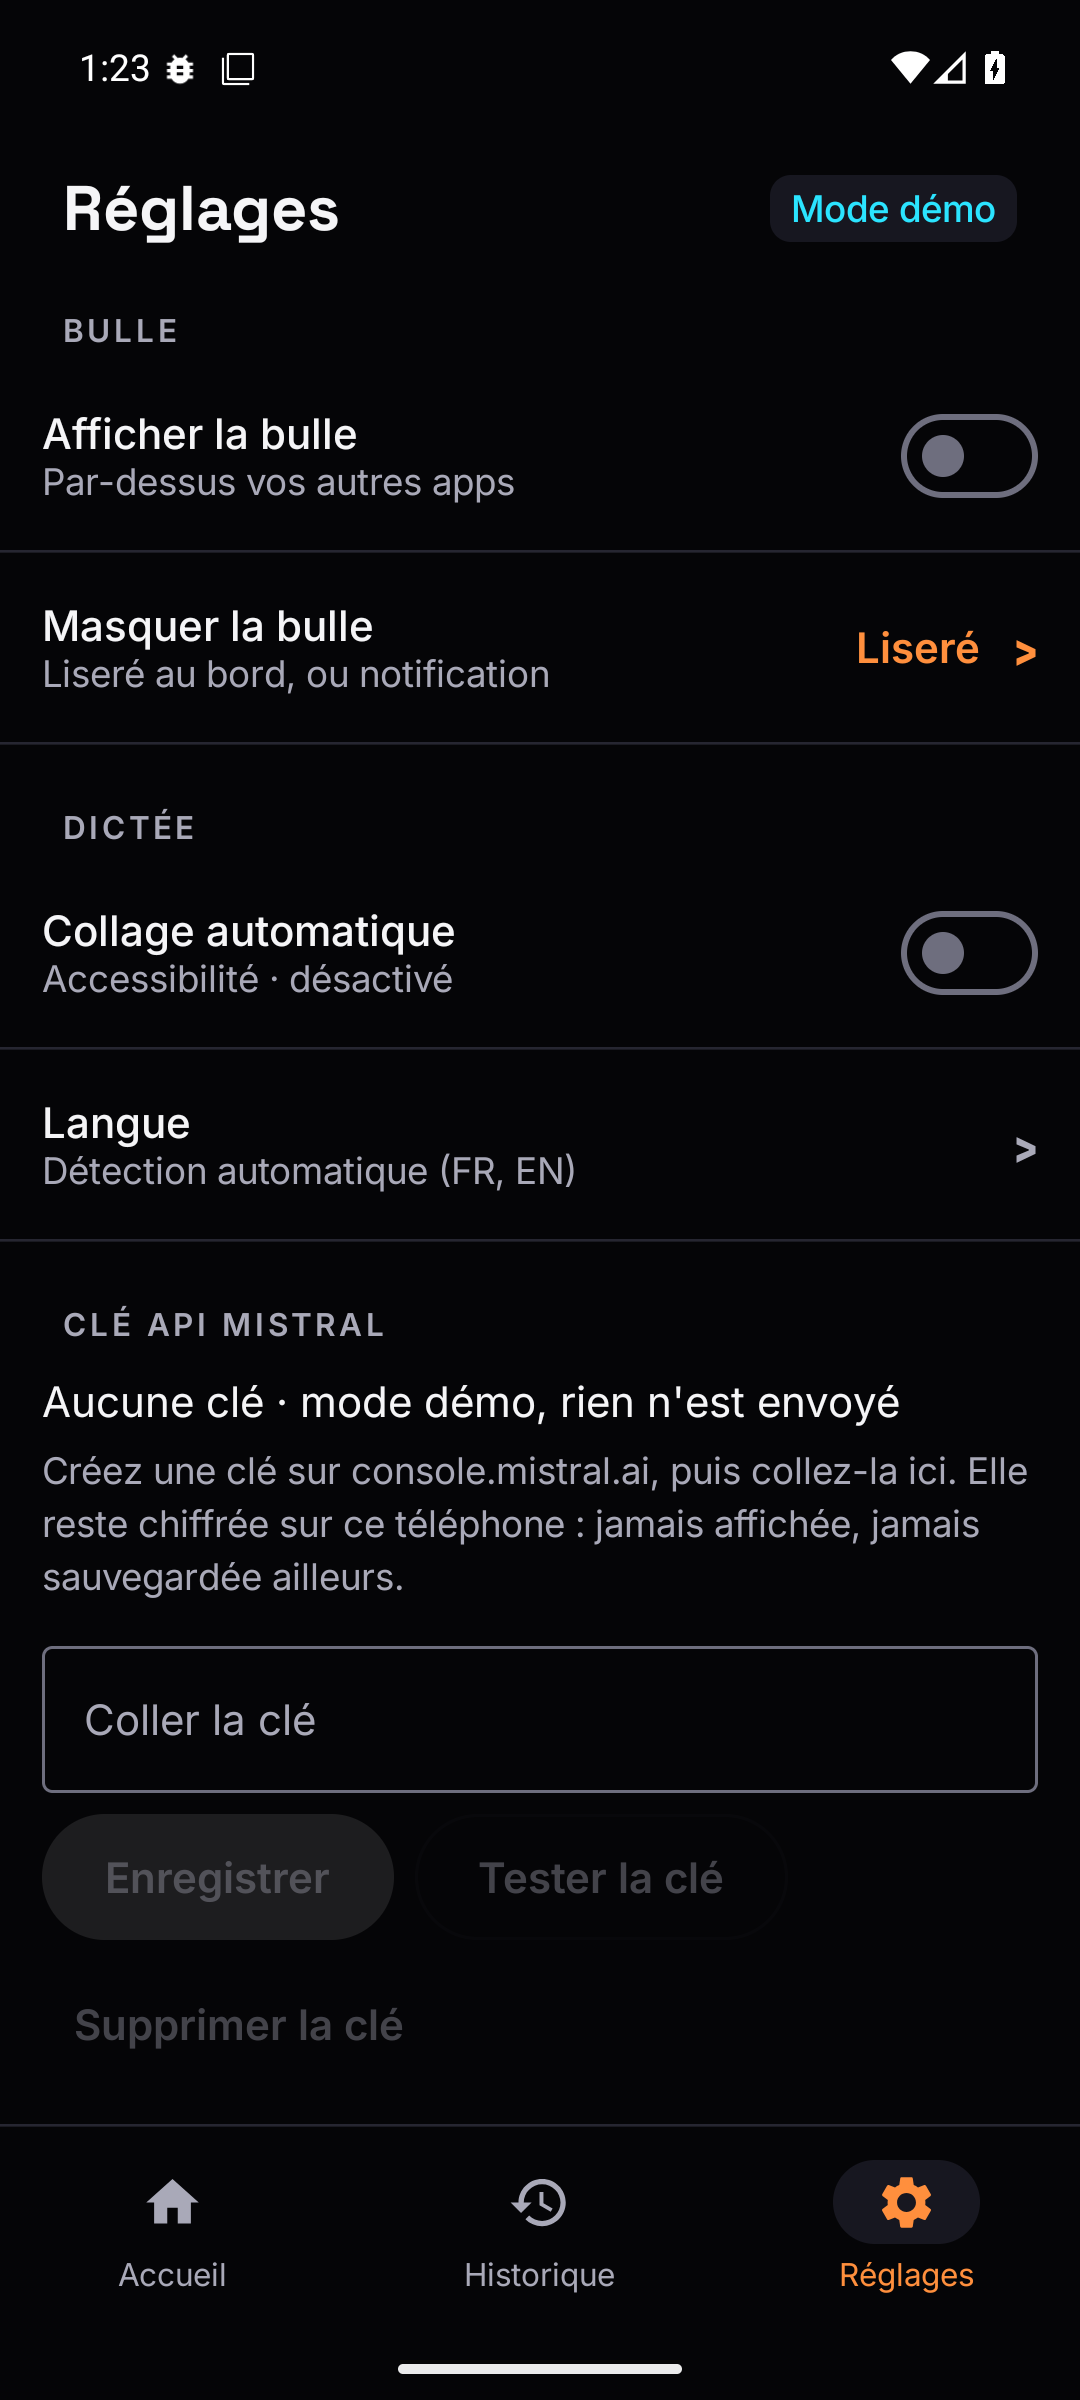 1:23
Réglages
Mode démo
BULLE
Afficher la bulle
Par-dessus vos autres apps
Masquer la bulle
Liseré au bord, ou notification
Liseré >
DICTÉE
Collage automatique
Accessibilité · désactivé
Langue
Détection automatique (FR, EN)
>
CLÉ API MISTRAL
Aucune clé · mode démo, rien n'est envoyé
Créez une clé sur console.mistral.ai, puis collez-la ici. Elle
reste chiffrée sur ce téléphone : jamais affichée, jamais
sauvegardée ailleurs.
Coller la clé
Enregistrer
Tester la clé
Supprimer la clé
Accueil
Historique
Réglages